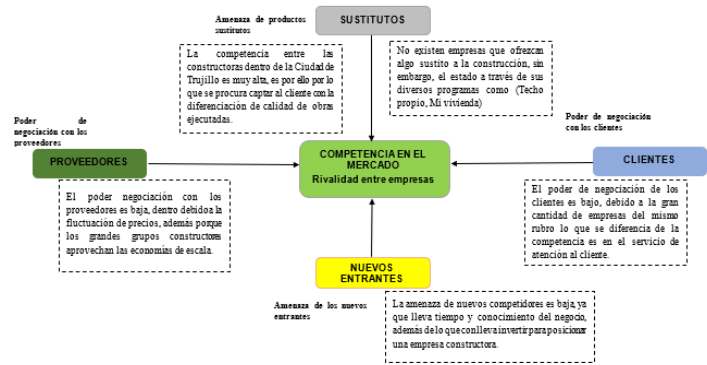 Amenaza de productos
sustitutos
SUSTITUTOS
La competencia entre las
constructoras dentro de la Ciudad de
Trujillo es muy alta, es por ello por lo
que se procura captar al cliente con la
diferenciación de calidad de obras
ejecutadas.
No existen empresas que ofrezcan
algo sustito a la construcción, sin
embargo, el estado a través de sus
diversos programas como (Techo
propio, Mi vivienda)
Poder de
negociación con los
proveedores
PROVEEDORES
COMPETENCIA EN EL
MERCADO
Rivalidad entre empresas
Poder de negociación
con los clientes
CLIENTES
El poder negociación con los
proveedores es baja, dentro debido a la
fluctuación de precios, además porque
los grandes grupos constructores
aprovechan las economías de escala.
El poder de negociación de los
clientes es bajo, debido a la gran
cantidad de empresas del mismo
rubro lo que se diferencia de la
competencia es en el servicio de
atención al cliente.
NUEVOS
ENTRANTES
Amenaza de los nuevos
entrantes
La amenaza de nuevos competidores es baja, ya
que lleva tiempo y conocimiento del negocio,
además de lo que conlleva invertir para posicionar
una empresa constructora.